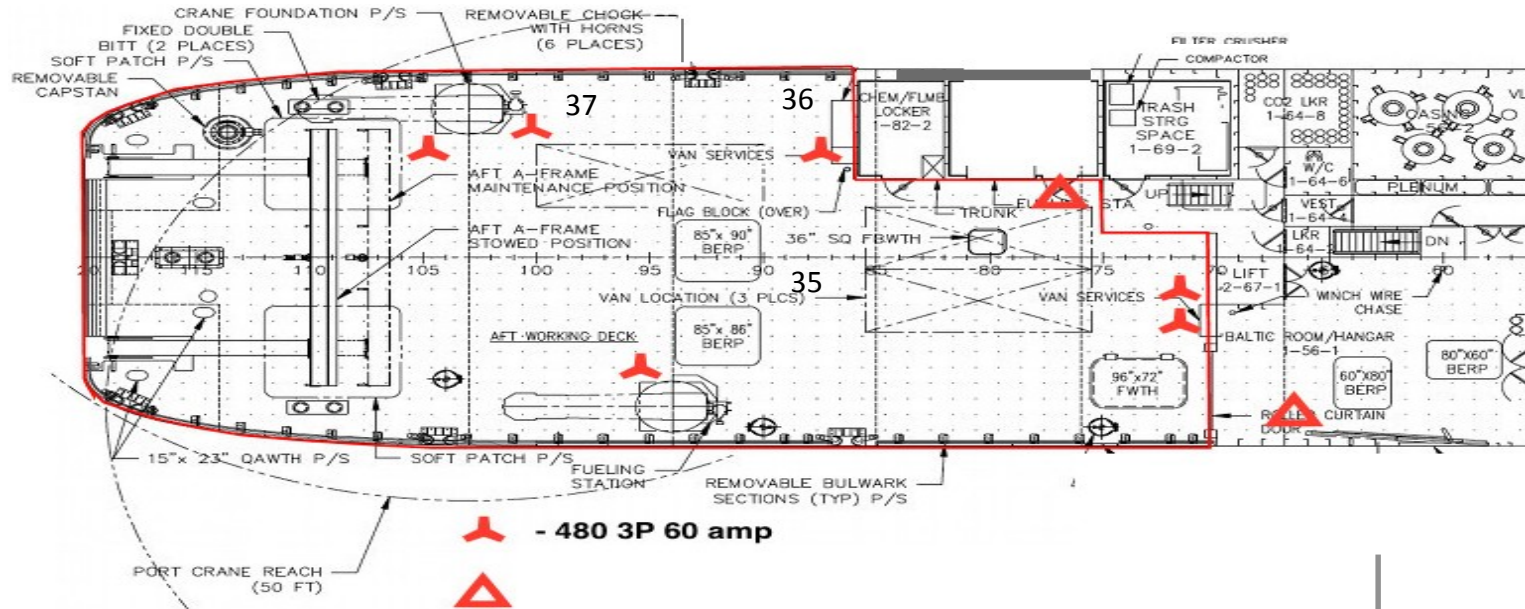 CRANE FOUNDATION P/S
REMOVABLE CHOCK
WITH HORNS
(6 PLACES)
FIXED DOUBLE
BITT (2 PLACES)
SOFT PATCH P/S
REMOVABLE
CAPSTAN
37
36
FILTER CRUSHER
COMPACTOR
CHEM/FLMB
LOCKER
1-82-2
TRASH
STRG
SPACE
1-69-2
CO2 LKR
1-64-8
W/C
1-64-6
PLENUM
VAN SERVICES
AFT A-FRAME
MAINTENANCE POSITION
FLAG BLOCK (OVER)
TRUNK
UP
VEST
1-64-4
LKR
DN
AFT A-FRAME
STOWED POSITION
85"x 90"
BERP
36" SQ FBWTH
115
110
105
100
95
90
80
75
70
60
35
LIFT
2-67-1
VAN LOCATION (3 PLCS)
VAN SERVICES
WINCH WIRE
CHASE
AFT WORKING DECK
85"x 86"
BERP
BALTIC ROOM/HANGAR
1-56-1
96"x72"
FWTH
60"X80"
BERP
80"X60"
BERP
ROLLER CURTAIN
DOOR
15"x 23" QAWTH P/S
SOFT PATCH P/S
FUELING
STATION
REMOVABLE BULWARK
SECTIONS (TYP) P/S
- 480 3P 60 amp
PORT CRANE REACH
(50 FT)